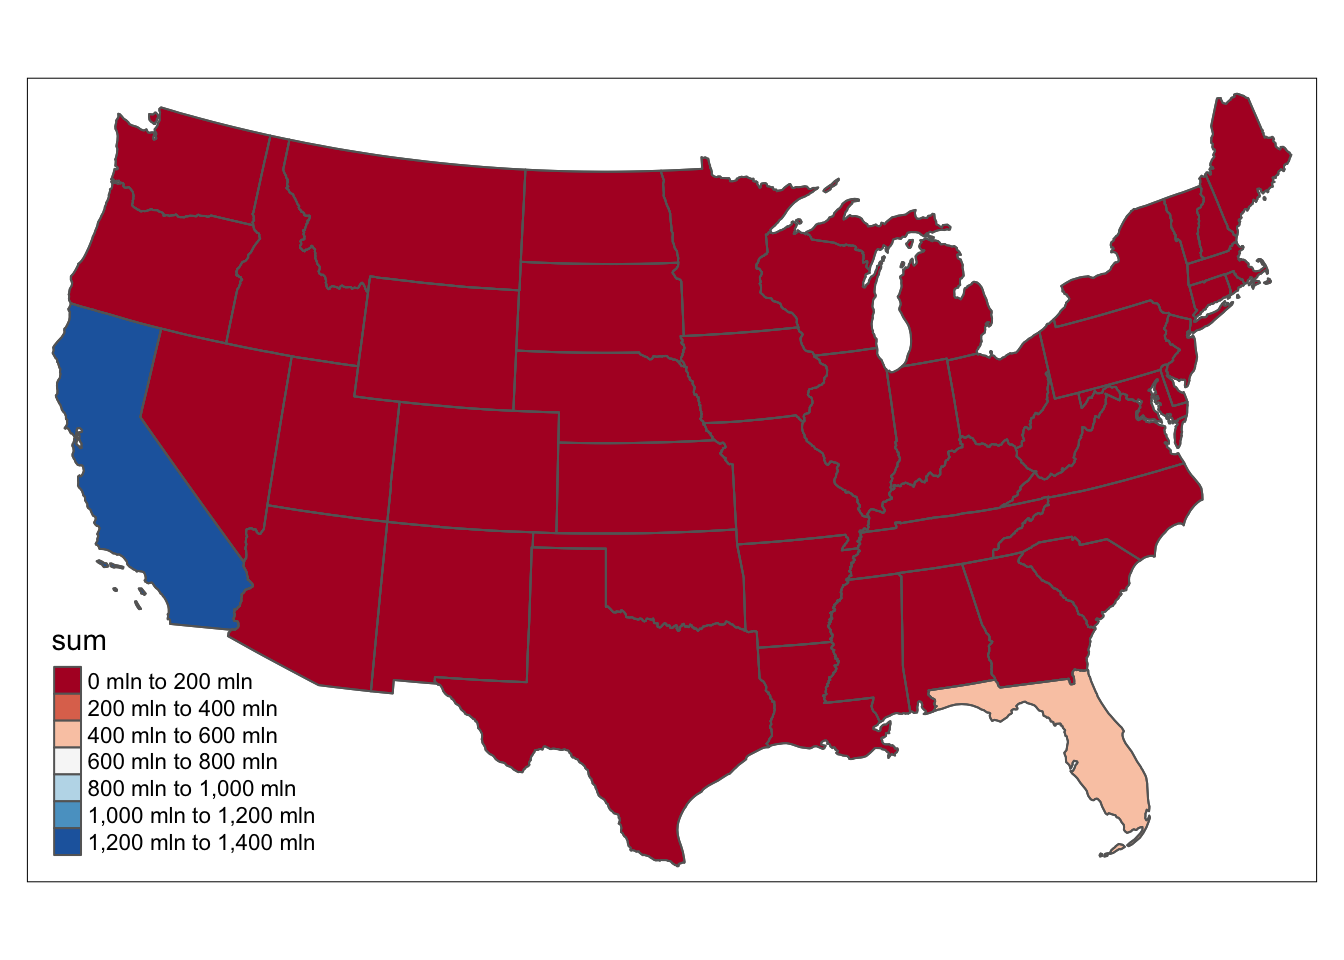 sum
0 mln to 200 mln
200 mln to 400 mln
400 mln to 600 mln
600 mln to 800 mln
800 mln to 1,000 mln
1,000 mln to 1,200 mln
1,200 mln to 1,400 mln